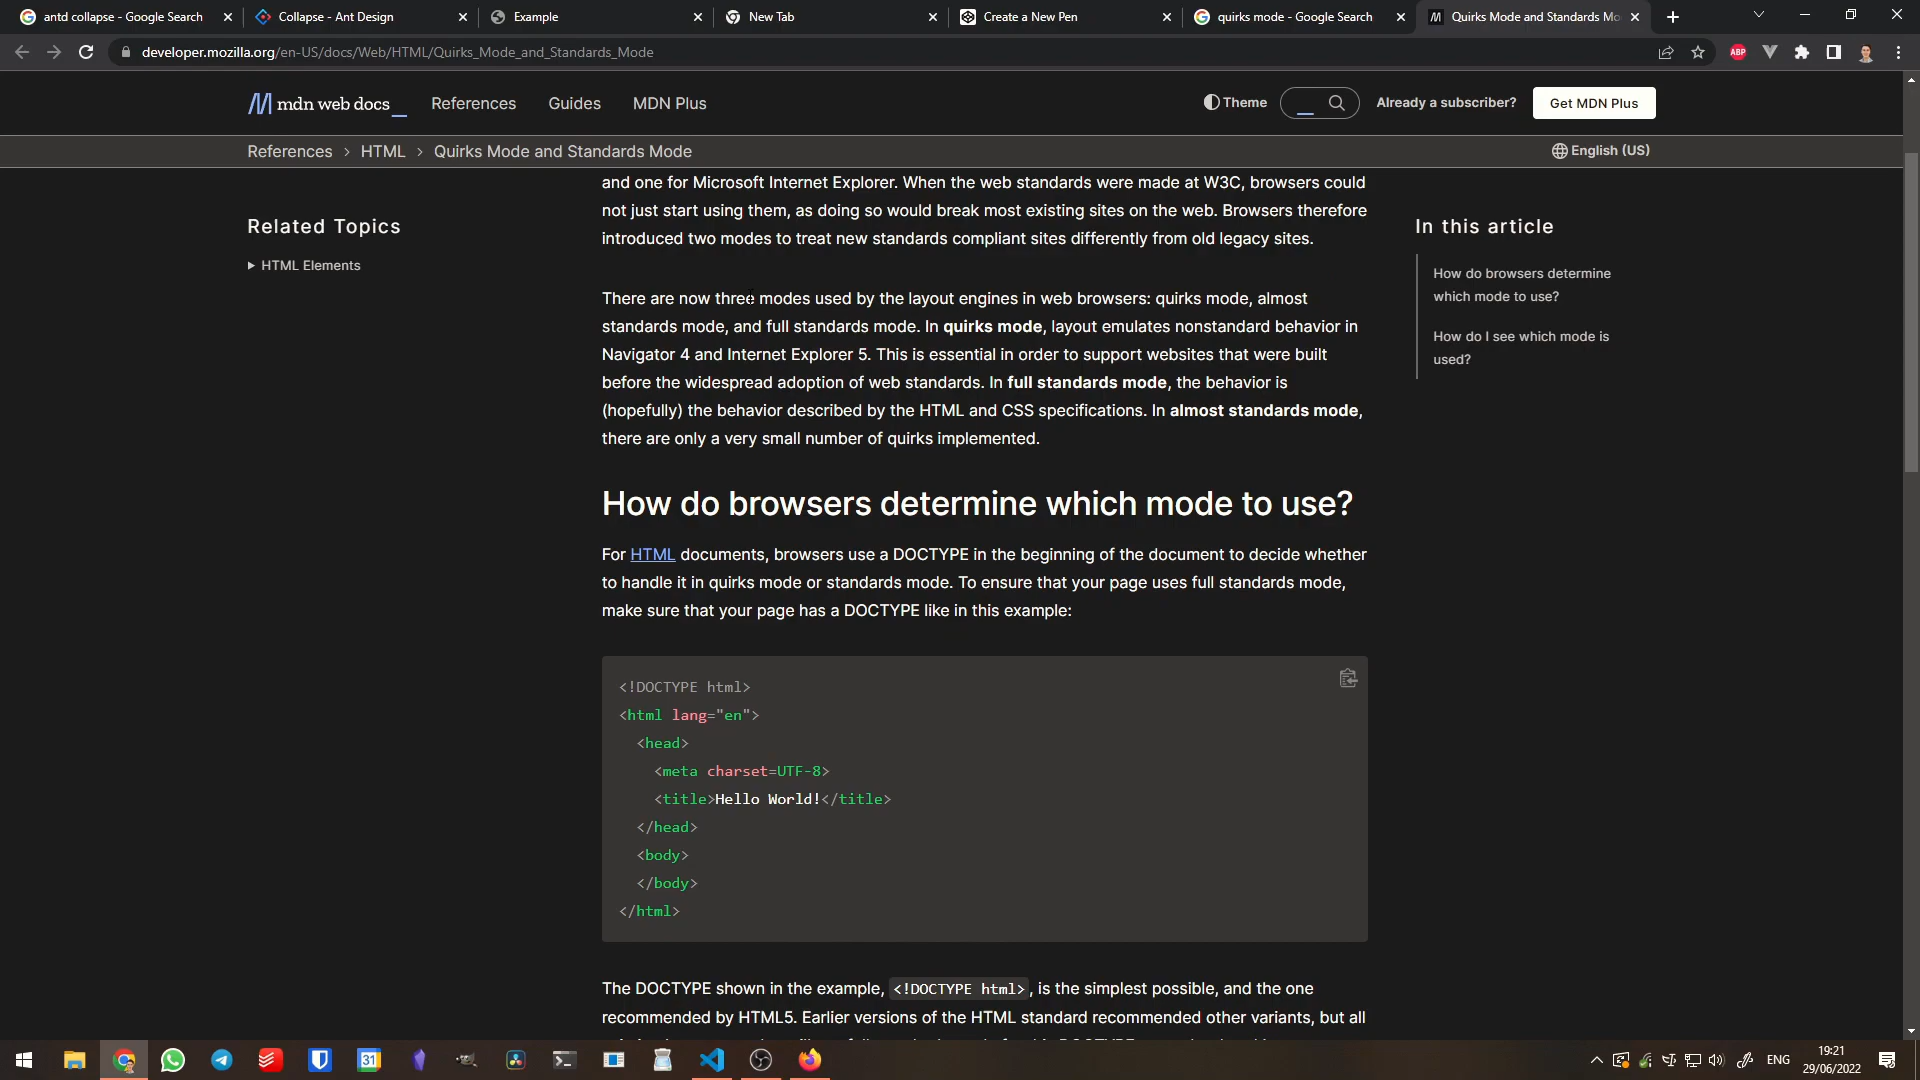 antd collapse - Google Search
Collapse - Ant Design
Example
New Tab
Create a New Pen
quirks mode - Google Search
Quirks Mode and Standards Mo
developer.mozilla.org/en-US/docs/Web/HTML/Quirks_Mode_and_Standards_Mode
ABP
mdn web docs
References
Guides
MDN Plus
Theme
Already a subscriber?
Get MDN Plus
References > HTML > Quirks Mode and Standards Mode
English (US)
Related Topics
HTML Elements
and one for Microsoft Internet Explorer. When the web standards were made at W3C, browsers could
not just start using them, as doing so would break most existing sites on the web. Browsers therefore
introduced two modes to treat new standards compliant sites differently from old legacy sites.
There are now three modes used by the layout engines in web browsers: quirks mode, almost
standards mode, and full standards mode. In quirks mode, layout emulates nonstandard behavior in
Navigator 4 and Internet Explorer 5. This is essential in order to support websites that were built
before the widespread adoption of web standards. In full standards mode, the behavior is
(hopefully) the behavior described by the HTML and CSS specifications. In almost standards mode,
there are only a very small number of quirks implemented.
How do browsers determine which mode to use?
For HTML documents, browsers use a DOCTYPE in the beginning of the document to decide whether
to handle it in quirks mode or standards mode. To ensure that your page uses full standards mode,
make sure that your page has a DOCTYPE like in this example:
<!DOCTYPE html>
<html lang="en">
<head>
<meta charset=UTF-8>
<title>Hello World!</title>
</head>
<body>
</body>
</html>
The DOCTYPE shown in the example, <!DOCTYPE html>, is the simplest possible, and the one
recommended by HTML5. Earlier versions of the HTML standard recommended other variants, but all
In this article
How do browsers determine
which mode to use?
How do I see which mode is
used?
31
ENG
19:21
29/06/2022